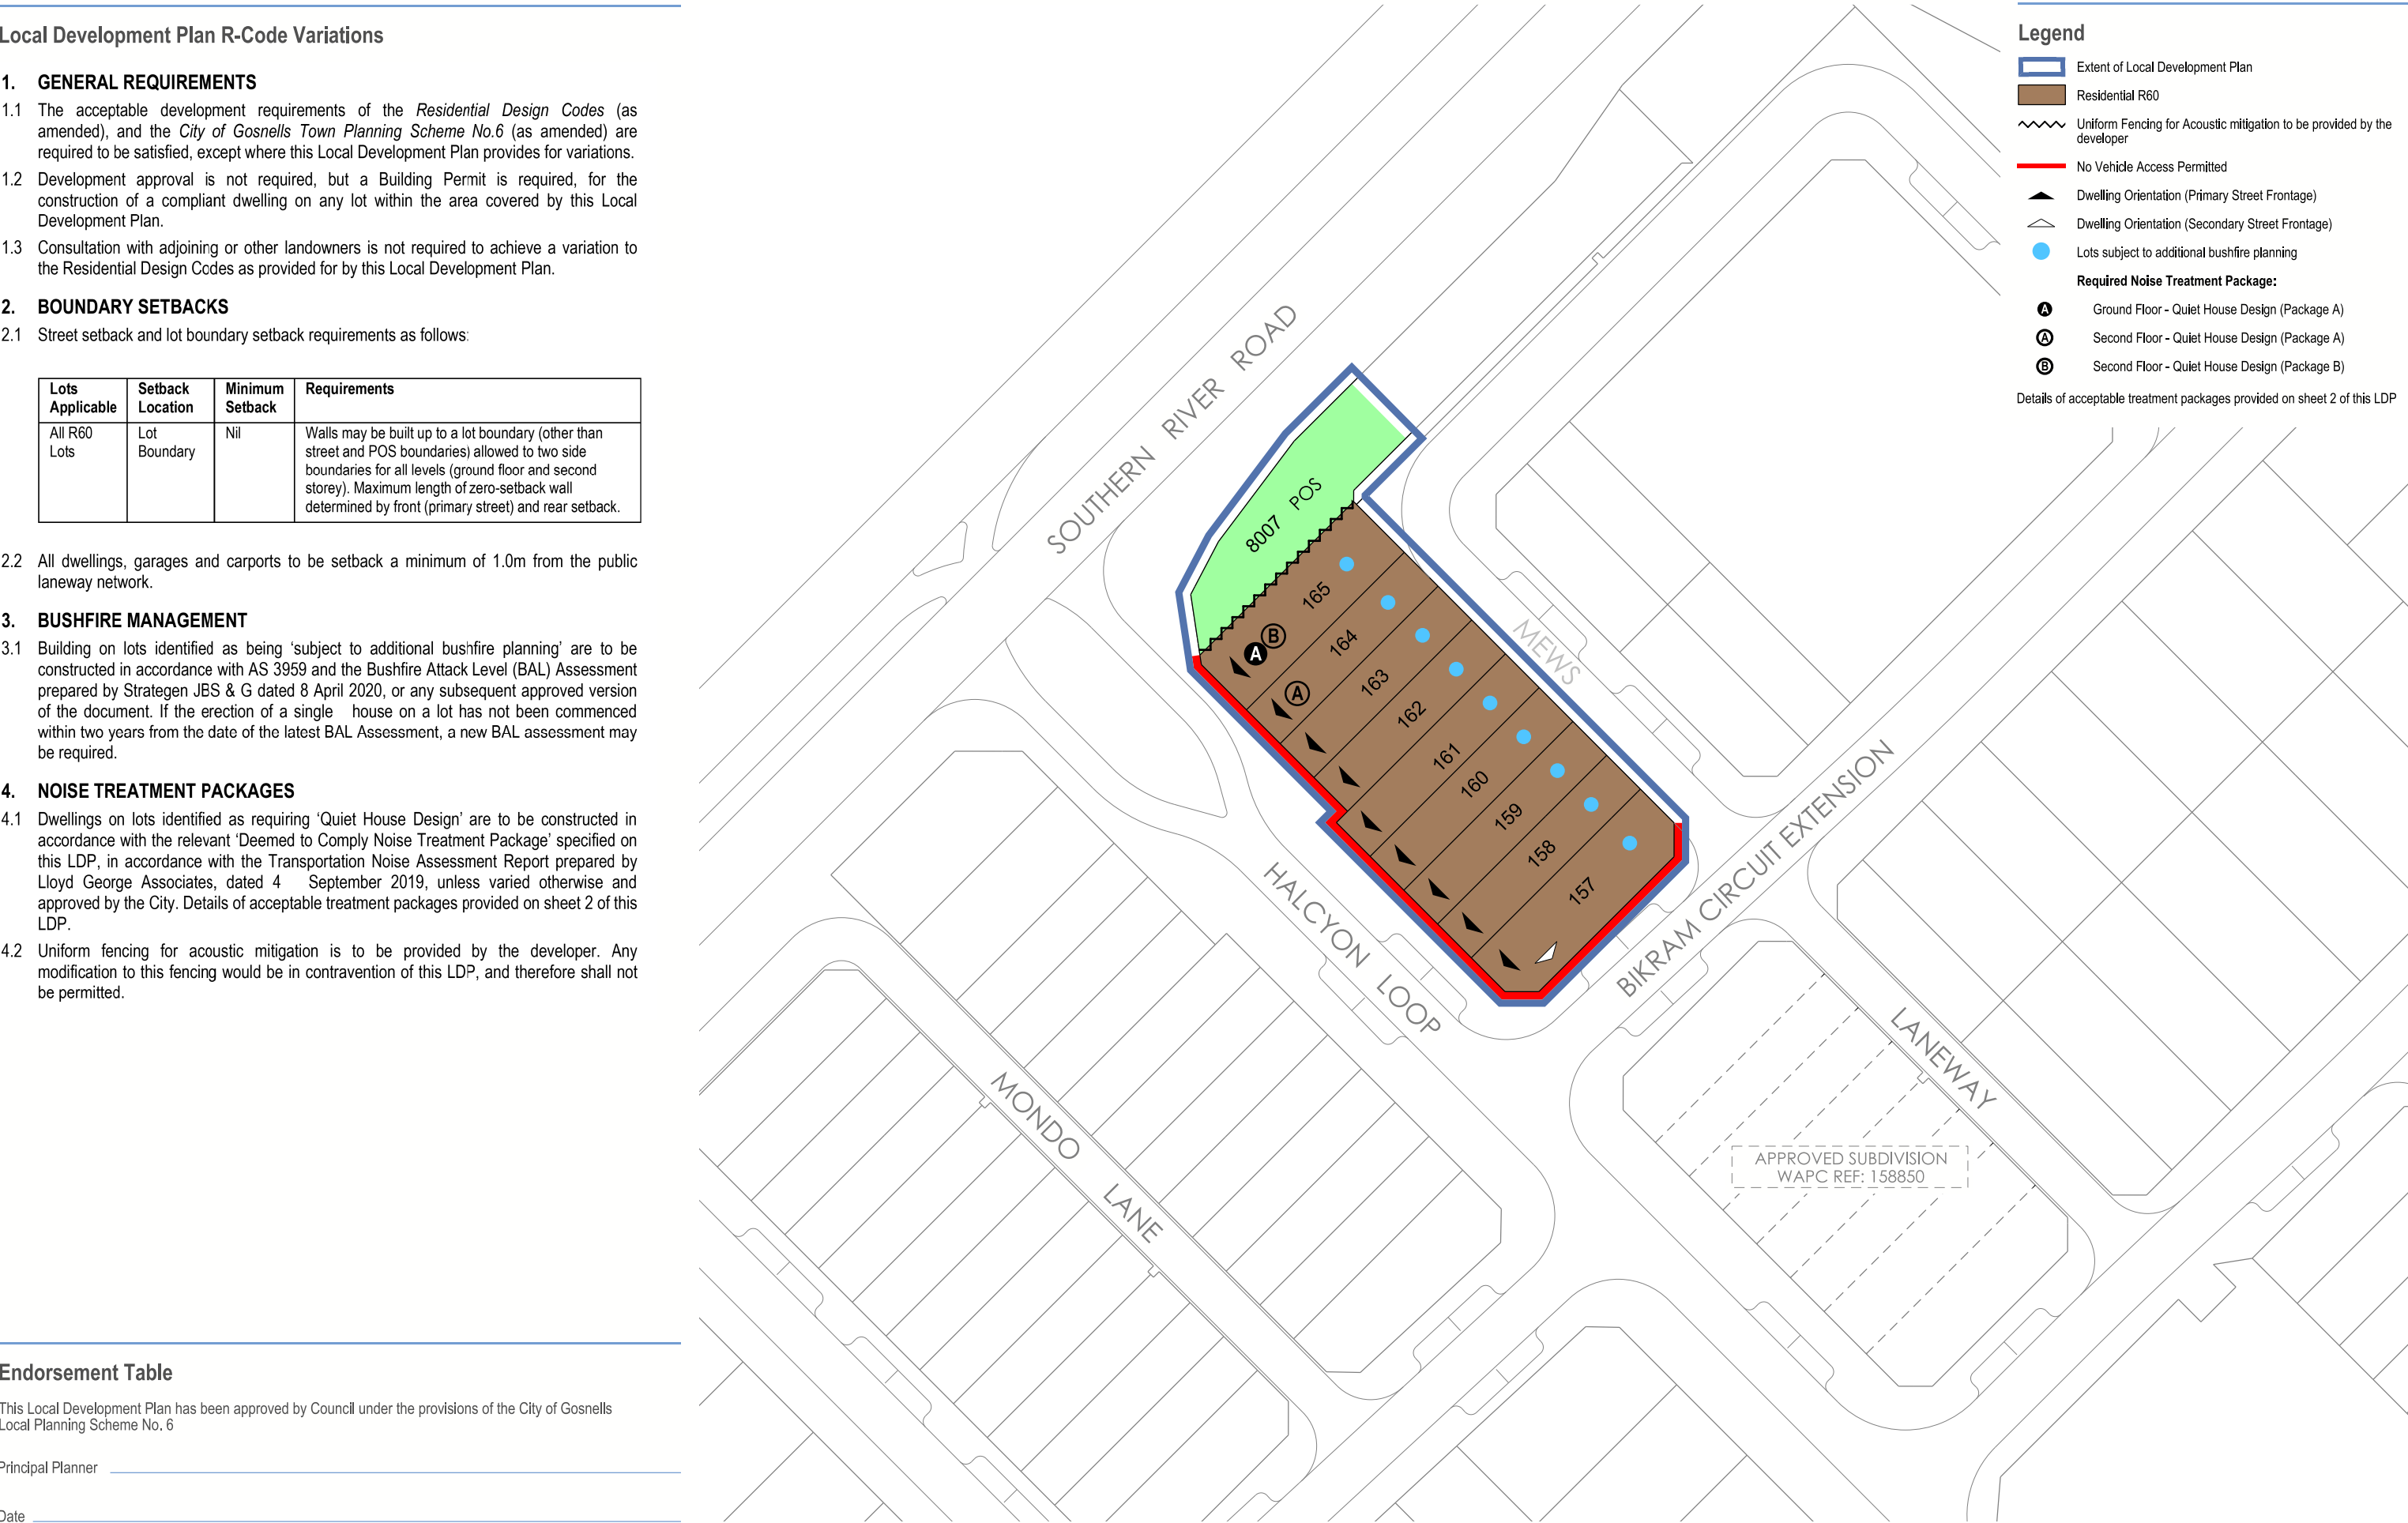 Local Development Plan R-Code Variations
1. GENERAL REQUIREMENTS
1.1 The acceptable development requirements of the Residential Design Codes (as
amended), and the City of Gosnells Town Planning Scheme No.6 (as amended) are
required to be satisfied, except where this Local Development Plan provides for variations.
1.2 Development approval is not required, but a Building Permit is required, for the
construction of a compliant dwelling on any lot within the area covered by this Local
Development Plan.
1.3 Consultation with adjoining or other landowners is not required to achieve a variation to
the Residential Design Codes as provided for by this Local Development Plan.
2. BOUNDARY SETBACKS
2.1 Street setback and lot boundary setback requirements as follows:
Lots Applicable
Setback Location
Minimum Setback
Requirements
All R60 Lots
Lot Boundary
Nil
Walls may be built up to a lot boundary (other than
street and POS boundaries) allowed to two side
boundaries for all levels (ground floor and second
storey). Maximum length of zero-setback wall
determined by front (primary street) and rear setback.
2.2 All dwellings, garages and carports to be setback a minimum of 1.0m from the public
laneway network.
3. BUSHFIRE MANAGEMENT
3.1 Building on lots identified as being ‘subject to additional bushfire planning’ are to be
constructed in accordance with AS 3959 and the Bushfire Attack Level (BAL) Assessment
prepared by Strategen JBS & G dated 8 April 2020, or any subsequent approved version
of the document. If the erection of a single house on a lot has not been commenced
within two years from the date of the latest BAL Assessment, a new BAL assessment may
be required.
4. NOISE TREATMENT PACKAGES
4.1 Dwellings on lots identified as requiring ‘Quiet House Design’ are to be constructed in
accordance with the relevant ‘Deemed to Comply Noise Treatment Package’ specified on
this LDP, in accordance with the Transportation Noise Assessment Report prepared by
Lloyd George Associates, dated 4 September 2019, unless varied otherwise and
approved by the City. Details of acceptable treatment packages provided on sheet 2 of this
LDP.
4.2 Uniform fencing for acoustic mitigation is to be provided by the developer. Any
modification to this fencing would be in contravention of this LDP, and therefore shall not
be permitted.
Endorsement Table
This Local Development Plan has been approved by Council under the provisions of the City of Gosnells
Local Planning Scheme No. 6
Principal Planner
Date
SOUTHERN RIVER ROAD
8007 POS
165
164
163
162
161
160
159
158
157
B
A
A
MEWS
HALCYON LOOP
BIKRAM CIRCUIT EXTENSION
LANEWAY
MONDO LANE
APPROVED SUBDIVISION
WAPC REF: 158850
Legend
Extent of Local Development Plan
Residential R60
Uniform Fencing for Acoustic mitigation to be provided by the
developer
No Vehicle Access Permitted
Dwelling Orientation (Primary Street Frontage)
Dwelling Orientation (Secondary Street Frontage)
Lots subject to additional bushfire planning
Required Noise Treatment Package:
A Ground Floor - Quiet House Design (Package A)
A Second Floor - Quiet House Design (Package A)
B Second Floor - Quiet House Design (Package B)
Details of acceptable treatment packages provided on sheet 2 of this LDP